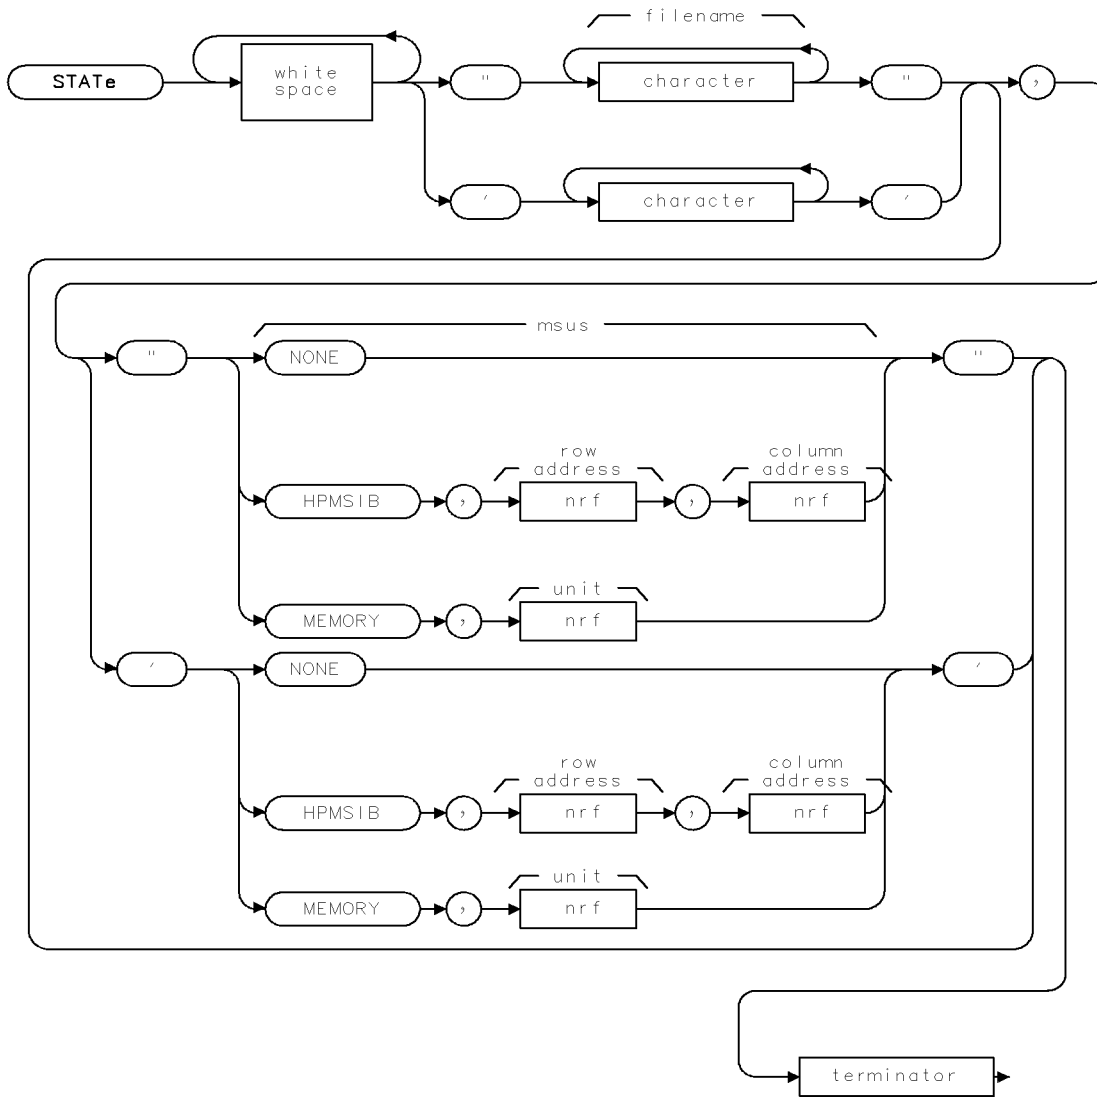 filename
STATe white space " character "  ,
' character '
msus
" NONE "
row address column address
HPMSIB , nrf , nrf
unit
MEMORY , nrf
' NONE '
row address column address
HPMSIB , nrf , nrf
unit
MEMORY , nrf
terminator